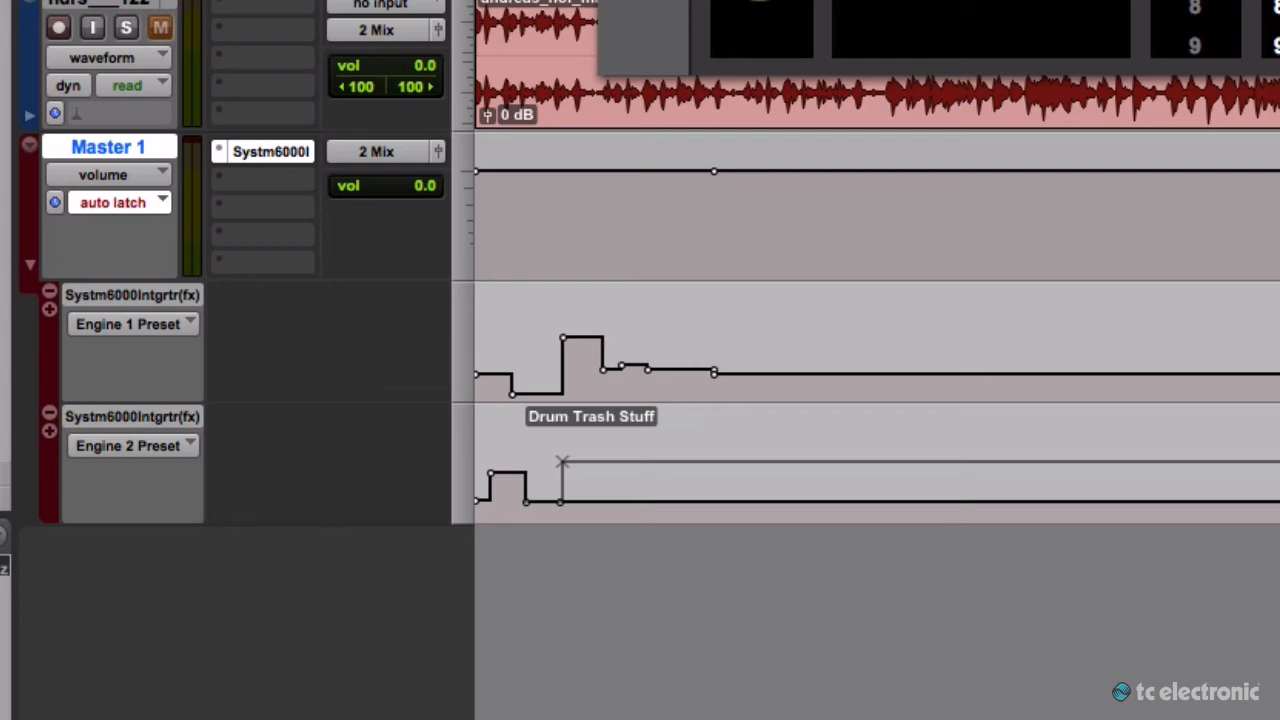 no input
8
9
I S M
2 Mix
waveform
vol 0.0
100 100
dyn read
0 dB
Master 1
Systm6000I
2 Mix
volume
vol 0.0
auto latch
Systm6000Intgrtr(fx)
Engine 1 Preset
Systm6000Intgrtr(fx)
Drum Trash Stuff
Engine 2 Preset
z
tc electronic